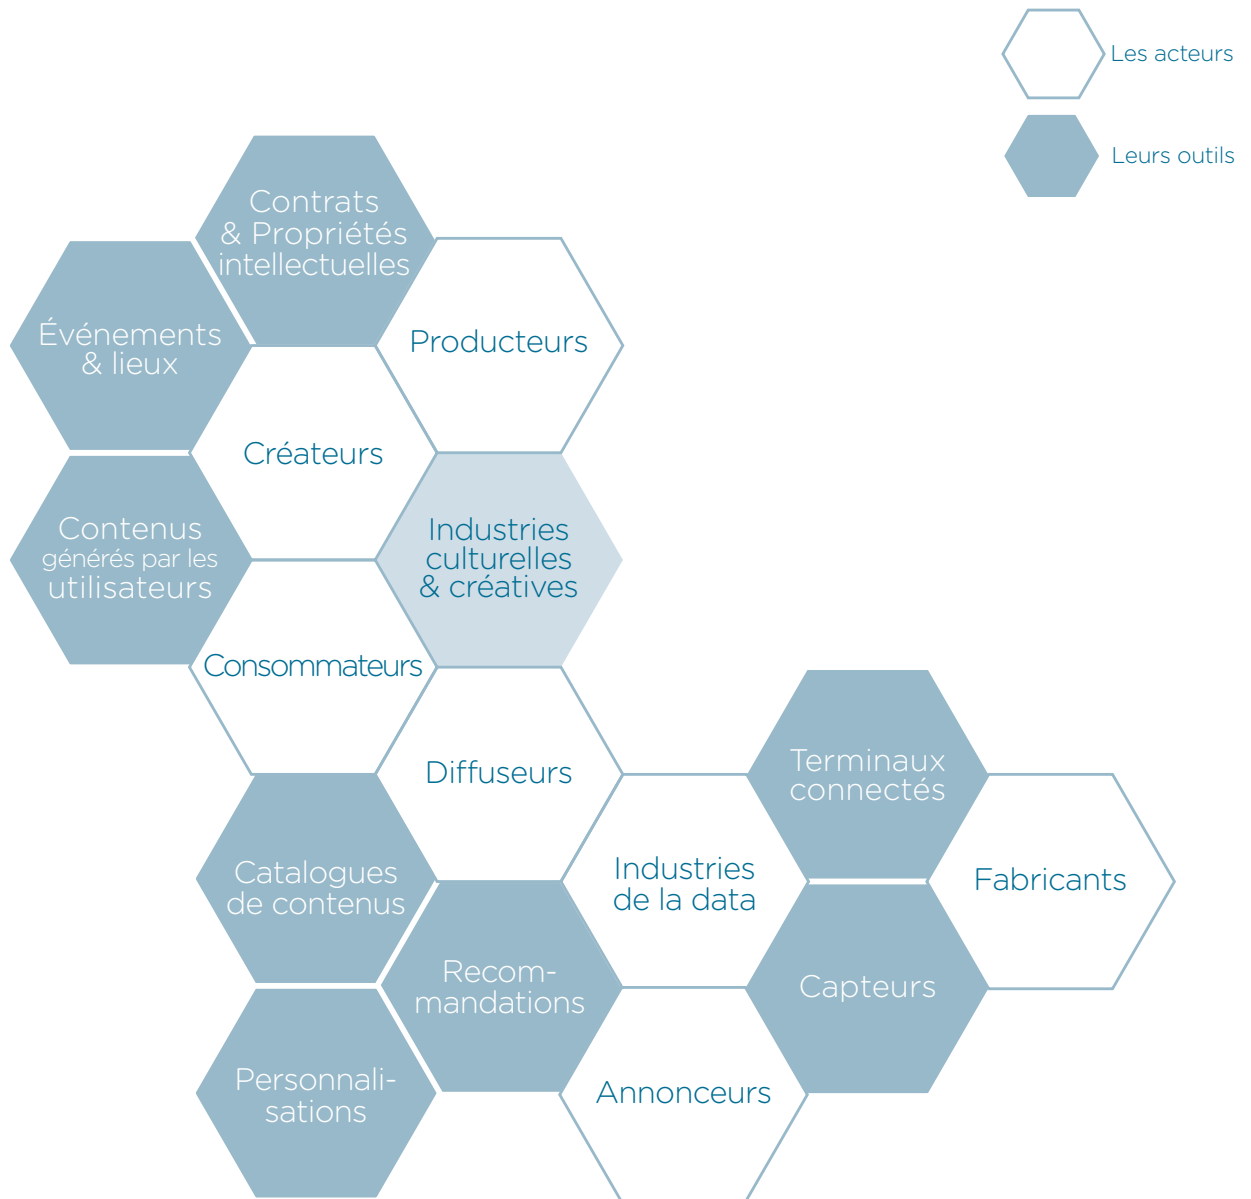 Les acteurs
Leurs outils
Contrats
& Propriétés
intellectuelles
Événements
& lieux
Producteurs
Créateurs
Contenus
générés par les
utilisateurs
Industries
culturelles
& créatives
Consommateurs
Diffuseurs
Terminaux
connectés
Catalogues
de contenus
Industries
de la data
Fabricants
Recom-
mandations
Capteurs
Personnali-
sations
Annonceurs